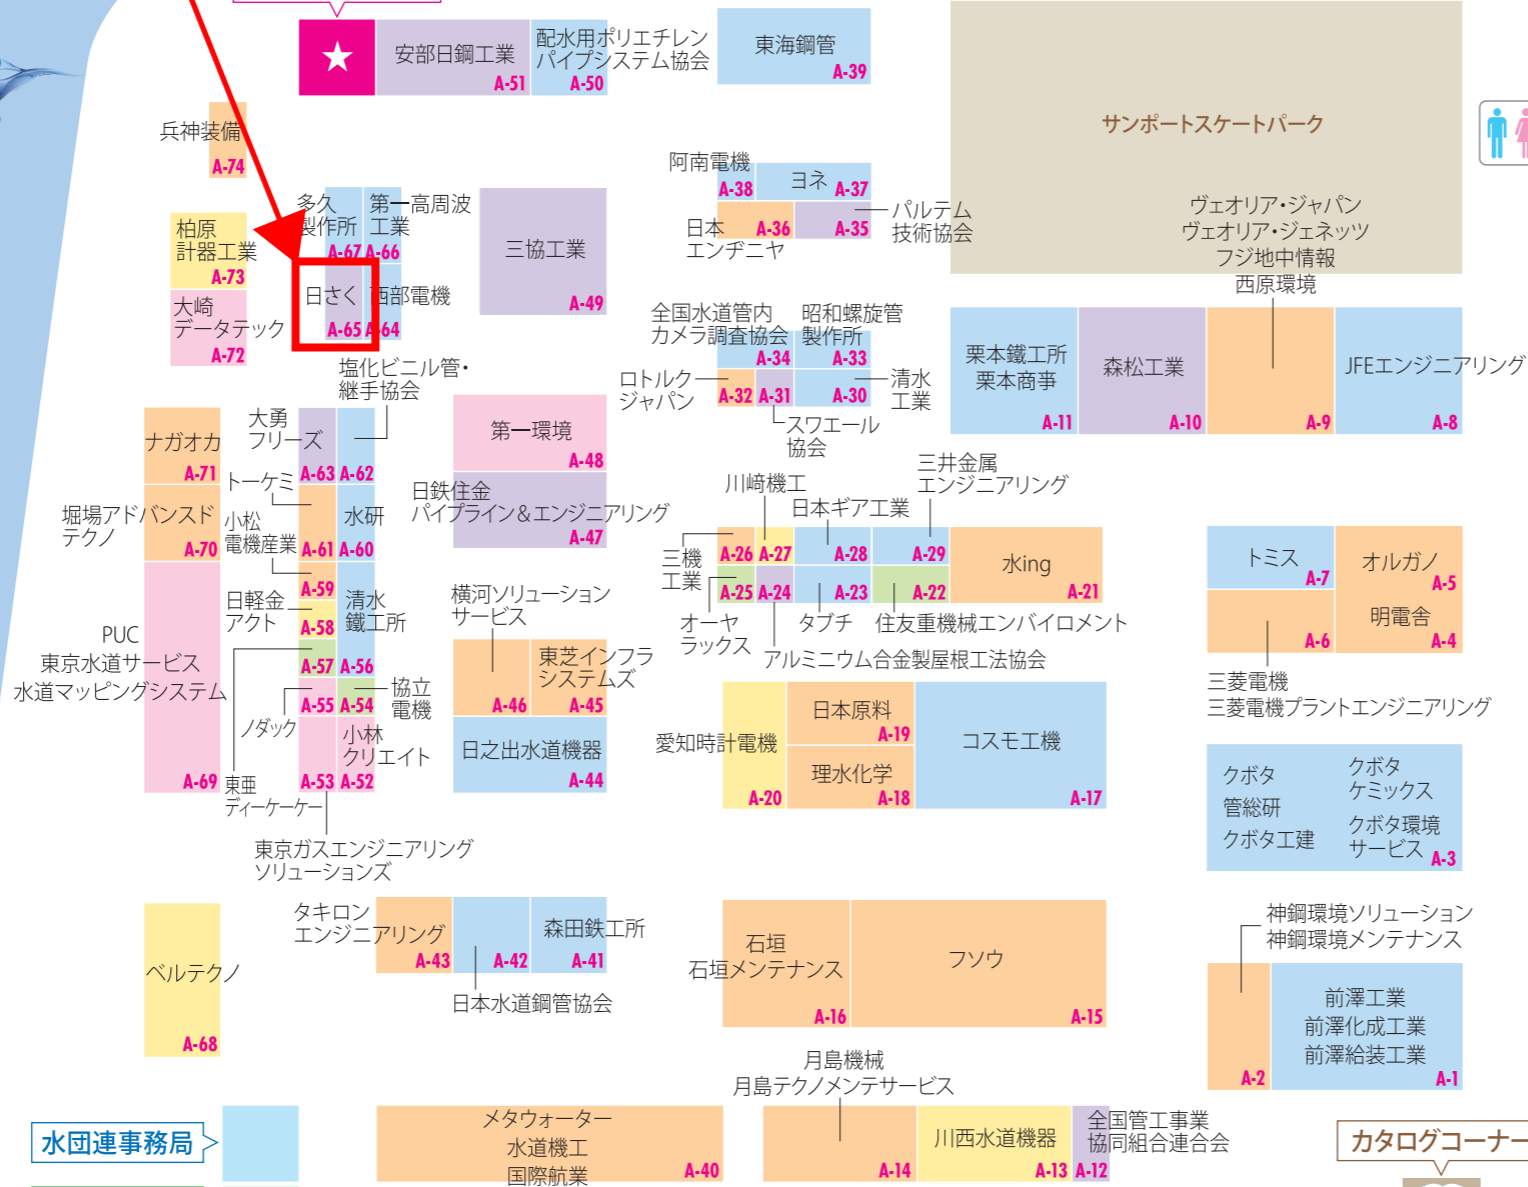 ★
安部日鋼工業
A-51
配水用ポリエチレン
パイプシステム協会
A-50
東海鋼管
A-39
サンポートスケートパーク
兵神装備
A-74
阿南電機
A-38
ヨネ
A-37
日本
エンヂニヤ
A-36
A-35
パルテム
技術協会
多久
製作所
A-67
第一高周波
工業
A-66
三協工業
A-49
柏原
計器工業
A-73
日さく
A-65
西部電機
A-64
大崎
データテック
A-72
ヴェオリア・ジャパン
ヴェオリア・ジェネッツ
フジ地中情報
西原環境
A-9
全国水道管内
カメラ調査協会
A-34
昭和螺旋管
製作所
A-33
ロトルク
ジャパン
A-32
A-31
スワエール
協会
A-30
清水
工業
栗本鐵工所
栗本商事
A-11
森松工業
A-10
JFEエンジニアリング
A-8
塩化ビニル管・
継手協会
A-62
大勇
フリーズ
A-63
ナガオカ
A-71
第一環境
A-48
トーケミ
A-61
水研
A-60
堀場アドバンスド
テクノ
A-70
小松
電機産業
A-59
日鉄住金
パイプライン&エンジニアリング
A-47
川﨑機工
A-27
日本ギア工業
A-28
三井金属
エンジニアリング
A-29
三機
工業
A-26
水ing
A-21
オーヤ
ラックス
A-25
A-24
アルミニウム合金製屋根工法協会
タブチ
A-23
住友重機械エンバイロメント
A-22
トミス
A-7
オルガノ
A-5
明電舎
A-4
A-6
三菱電機
三菱電機プラントエンジニアリング
日軽金
アクト
A-58
清水
鐵工所
A-56
A-57
東亜
ディーケーケー
PUC
東京水道サービス
水道マッピングシステム
A-69
ノダック
A-55
A-54
協立
電機
A-53
小林
クリエイト
A-52
東京ガスエンジニアリング
ソリューションズ
横河ソリューション
サービス
A-46
東芝インフラ
システムズ
A-45
日之出水道機器
A-44
愛知時計電機
A-20
日本原料
A-19
理水化学
A-18
コスモ工機
A-17
クボタ
管総研
クボタ工建
クボタ
ケミックス
クボタ環境
サービス
A-3
ベルテクノ
A-68
タキロン
エンジニアリング
A-43
A-42
日本水道鋼管協会
森田鉄工所
A-41
石垣
石垣メンテナンス
A-16
フソウ
A-15
神鋼環境ソリューション
神鋼環境メンテナンス
A-2
前澤工業
前澤化成工業
前澤給装工業
A-1
水団連事務局
メタウォーター
水道機工
国際航業
A-40
月島機械
月島テクノメンテサービス
A-14
川西水道機器
A-13
全国管工事業
協同組合連合会
A-12
カタログコーナー